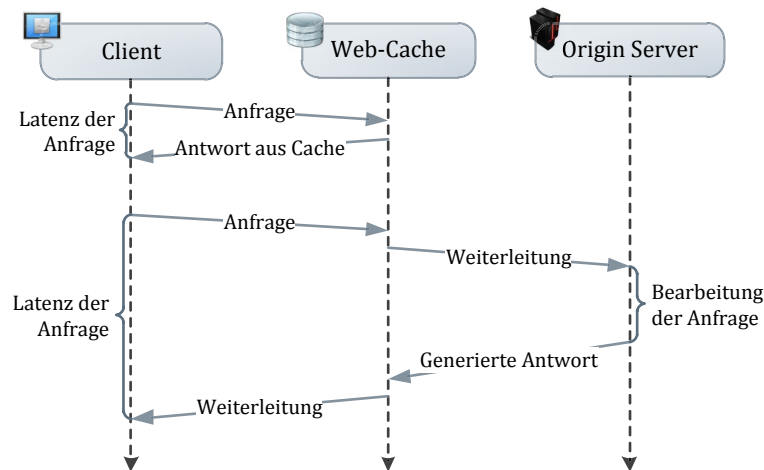 Client
Web-Cache
Origin Server
Anfrage
Latenz der
Anfrage
Antwort aus Cache
Anfrage
Weiterleitung
Latenz der
Anfrage
Bearbeitung
der Anfrage
Generierte Antwort
Weiterleitung